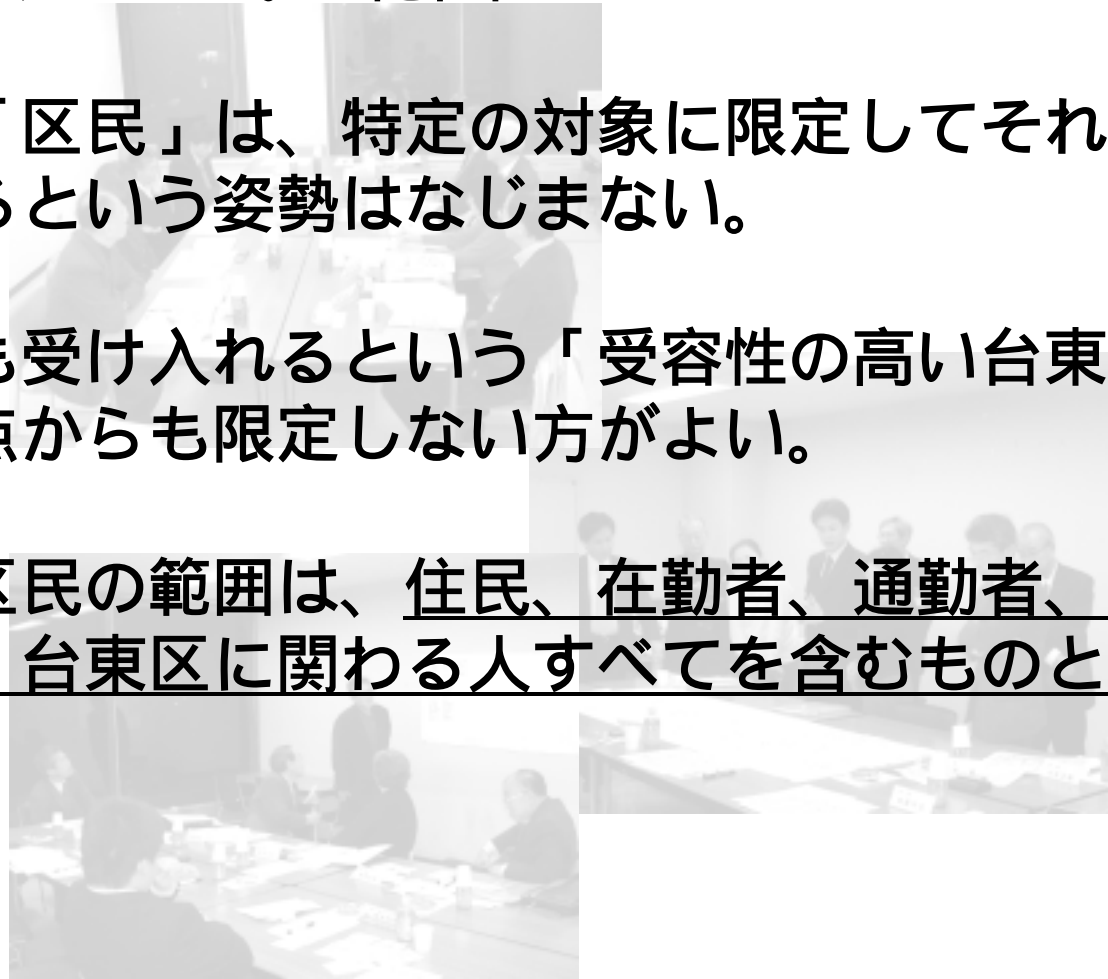 「区民」は、特定の対象に限定してそれ
るという姿勢はなじまない。
も受け入れるという「受容性の高い台東
点からも限定しない方がよい。
区民の範囲は、住民、在勤者、通勤者、
台東区に関わる人すべてを含むものと